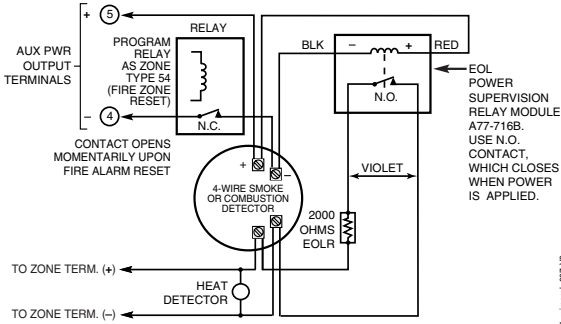 + 5
AUX PWR
OUTPUT
TERMINALS
– 4
RELAY
PROGRAM
RELAY
AS ZONE
TYPE 54
(FIRE ZONE
RESET)
N.C.
CONTACT OPENS
MOMENTARILY UPON
FIRE ALARM RESET
BLK
– +
RED
N.O.
EOL
POWER
SUPERVISION
RELAY MODULE
A77-716B.
USE N.O.
CONTACT,
WHICH CLOSES
WHEN POWER
IS APPLIED.
+ –
4-WIRE SMOKE
OR COMBUSTION
DETECTOR
VIOLET
2000
OHMS
EOLR
TO ZONE TERM. (+)
HEAT
DETECTOR
TO ZONE TERM. (–)